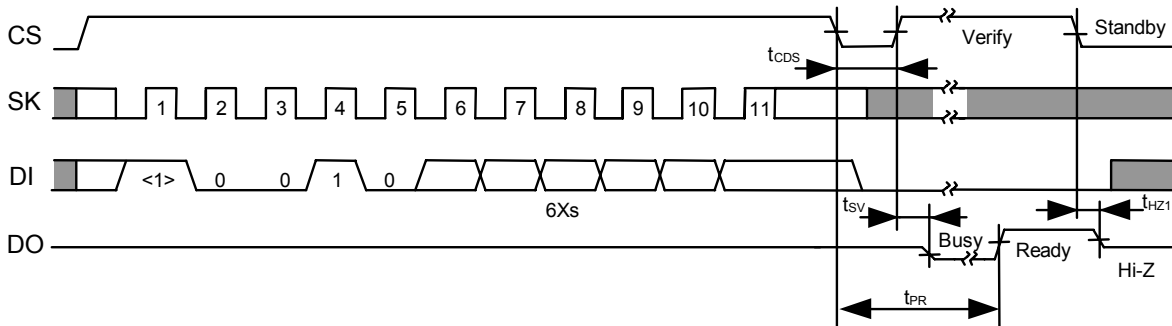 CS
Verify
Standby
tCDS
SK
1 2 3 4 5 6 7 8 9 10 11
DI
<1> 0 0 1 0
6Xs
tSV
tHZ1
DO
Busy
Ready
Hi-Z
tPR